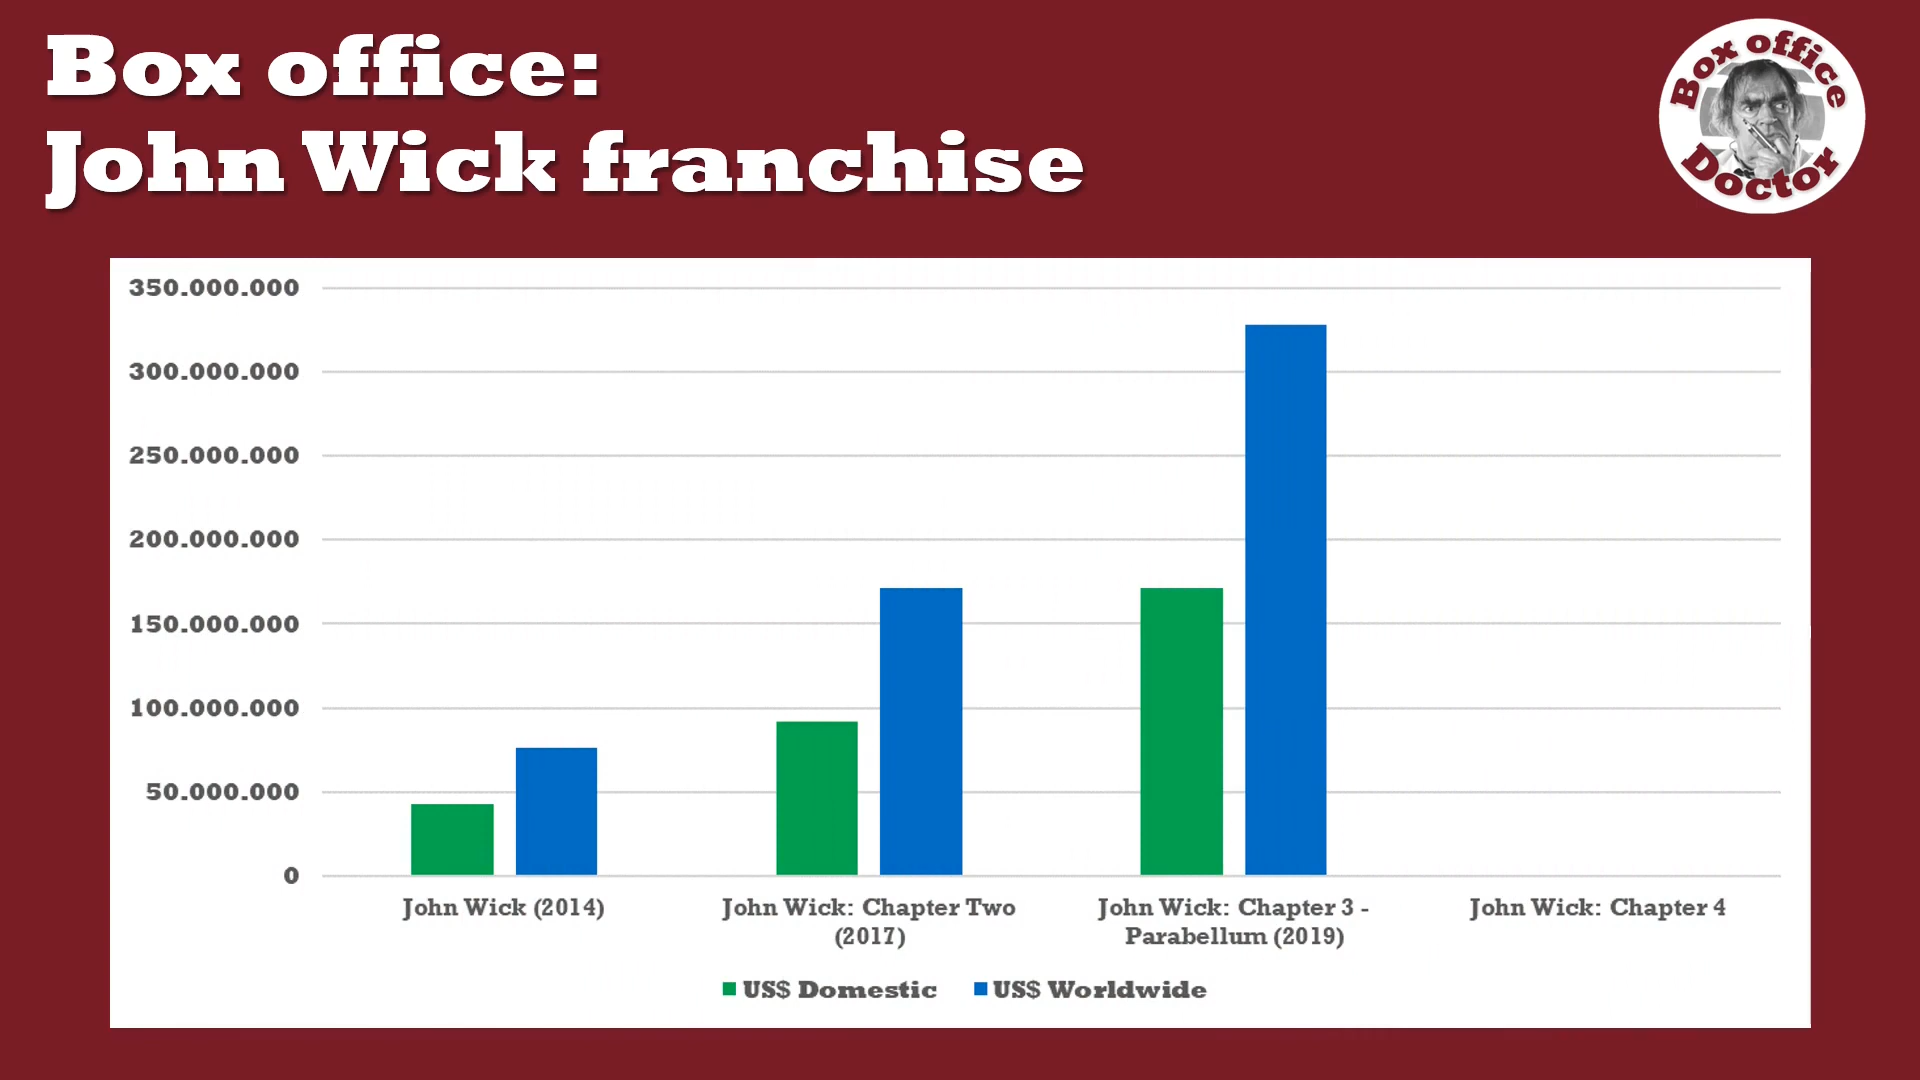 Box office:
John Wick franchise
Box office
Doctor
350.000.000
300.000.000
250.000.000
200.000.000
150.000.000
100.000.000
50.000.000
0
John Wick (2014)
John Wick: Chapter Two
(2017)
John Wick: Chapter 3 -
Parabellum (2019)
John Wick: Chapter 4
US$ Domestic
US$ Worldwide